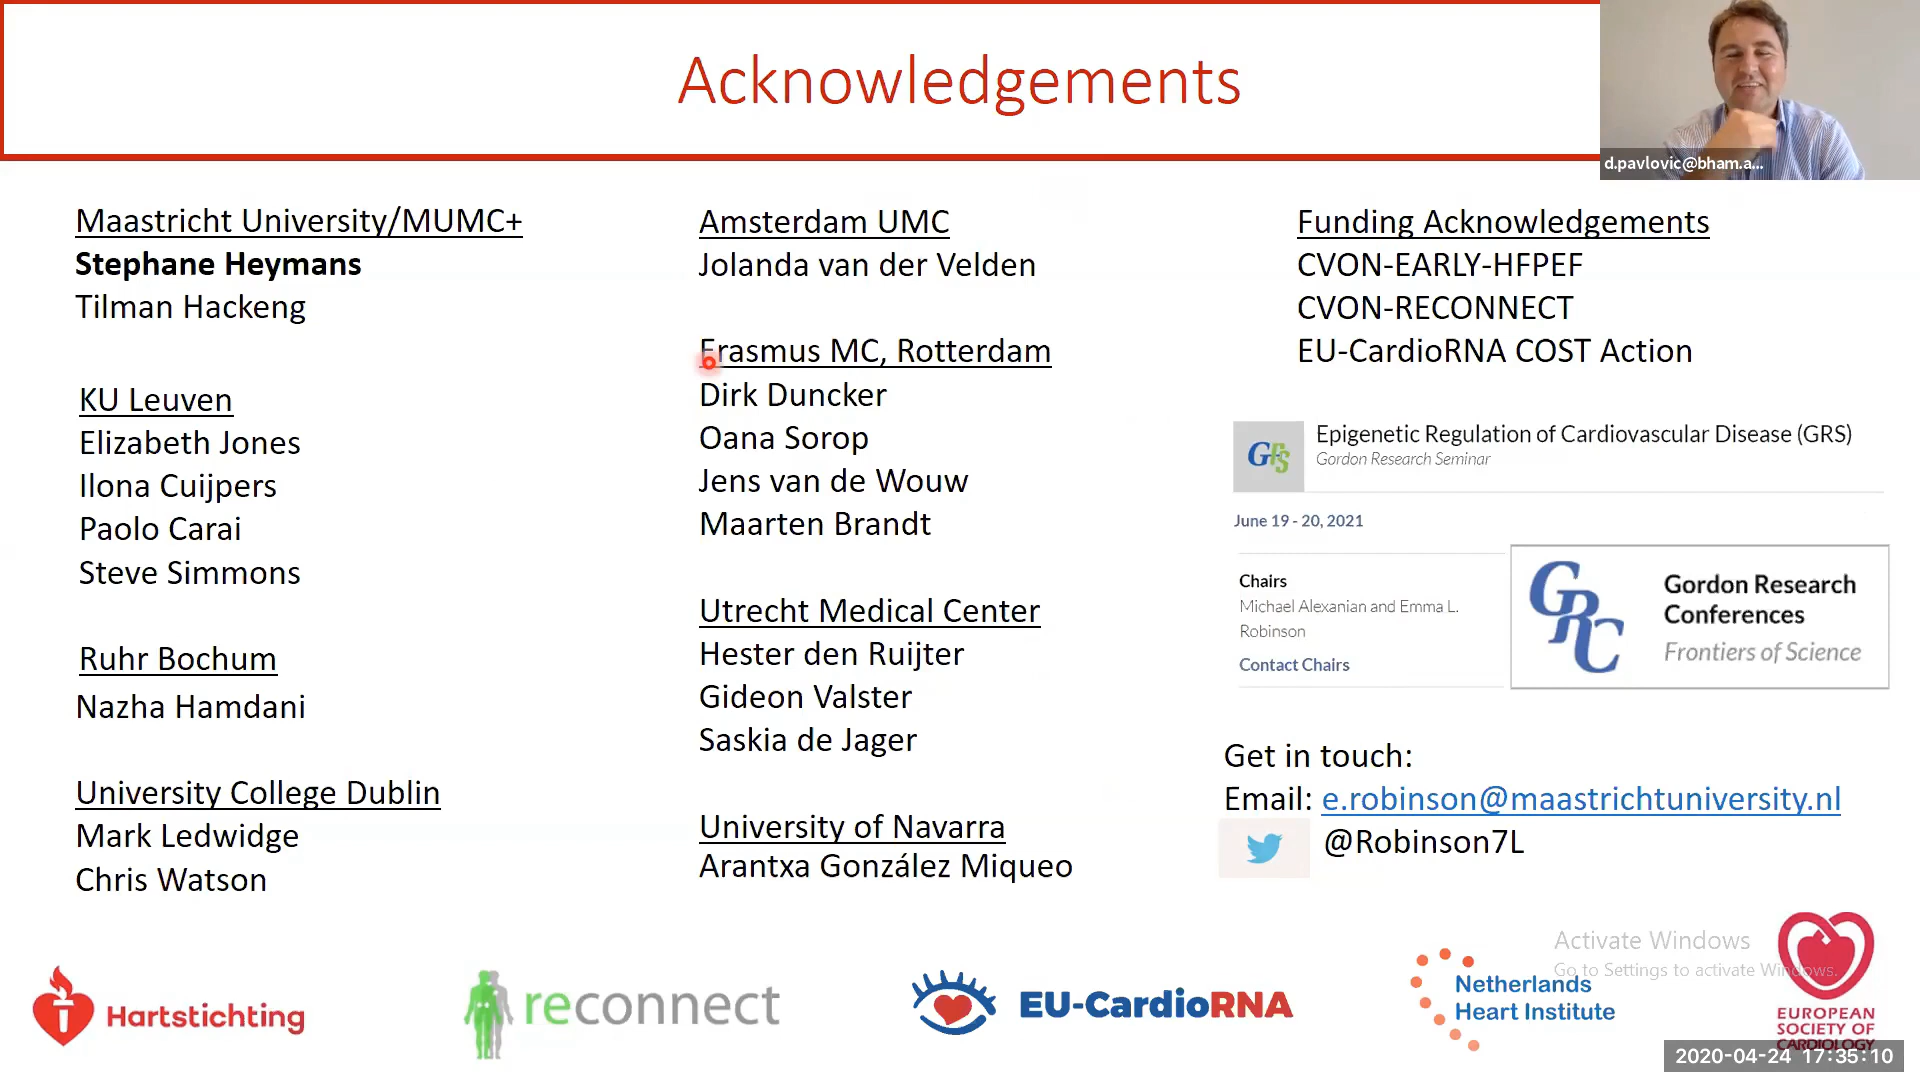 Acknowledgements
d.pavlovic@bham.a...
Maastricht University/MUMC+
Stephane Heymans
Tilman Hackeng
KU Leuven
Elizabeth Jones
Ilona Cuijpers
Paolo Carai
Steve Simmons
Ruhr Bochum
Nazha Hamdani
University College Dublin
Mark Ledwidge
Chris Watson
Amsterdam UMC
Jolanda van der Velden
Erasmus MC, Rotterdam
Dirk Duncker
Oana Sorop
Jens van de Wouw
Maarten Brandt
Utrecht Medical Center
Hester den Ruijter
Gideon Valster
Saskia de Jager
University of Navarra
Arantxa González Miqueo
Funding Acknowledgements
CVON-EARLY-HFPEF
CVON-RECONNECT
EU-CardioRNA COST Action
GRS
Epigenetic Regulation of Cardiovascular Disease (GRS)
Gordon Research Seminar
June 19 - 20, 2021
Chairs
Michael Alexanian and Emma L.
Robinson
Contact Chairs
GRC
Gordon Research
Conferences
Frontiers of Science
Get in touch:
Email: e.robinson@maastrichtuniversity.nl
@Robinson7L
Hartstichting
reconnect
EU-CardioRNA
Netherlands
Heart Institute
Activate Windows
Go to Settings to activate Windows.
EUROPEAN
SOCIETY OF
CARDIOLOGY
2020-04-24 17:35:10